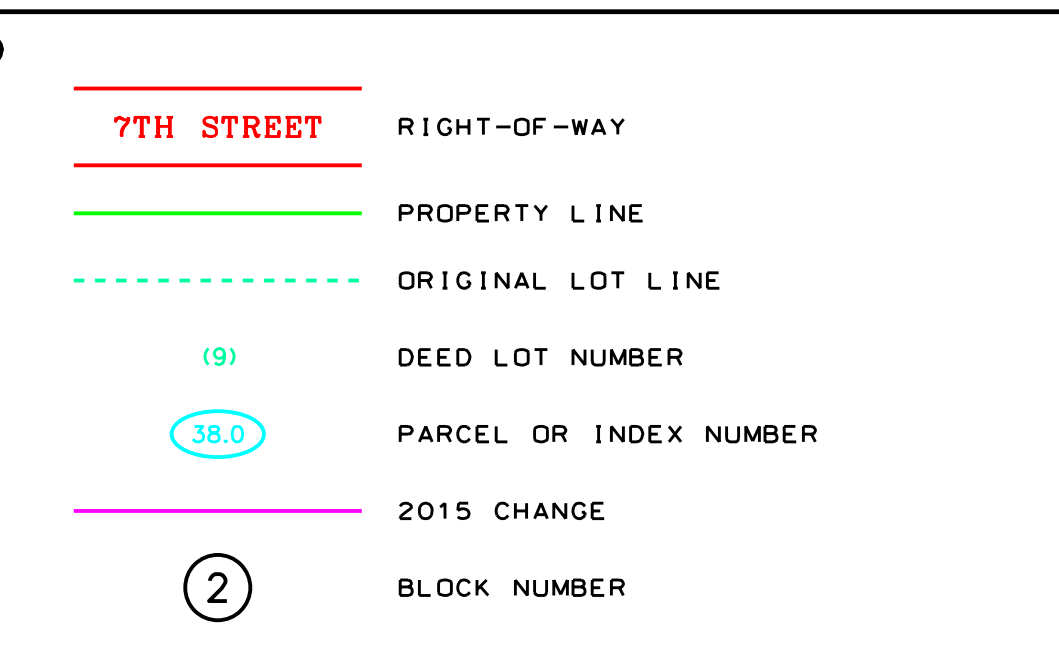 7TH STREET RIGHT-OF-WAY
PROPERTY LINE
ORIGINAL LOT LINE
(9) DEED LOT NUMBER
38.0 PARCEL OR INDEX NUMBER
2015 CHANGE
2 BLOCK NUMBER